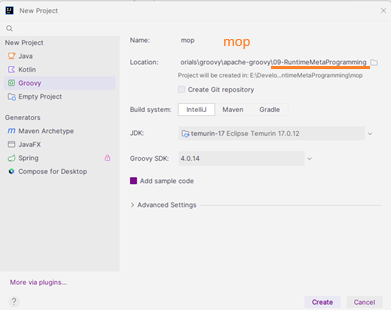 New Project
New Project
Java
Kotlin
Groovy
Empty Project
Generators
Maven Archetype
JavaFX
Spring
Compose for Desktop
More via plugins...
?
Name: mop
mop
Location: orials\groovy\apache-groovy\09-RuntimeMetaProgramming
Project will be created in: E:\Develo...ntimeMetaProgramming\mop
Create Git repository
Build system: IntelliJ Maven Gradle
JDK: temurin-17 Eclipse Temurin 17.0.12
Groovy SDK: 4.0.14
Add sample code
Advanced Settings
Create Cancel